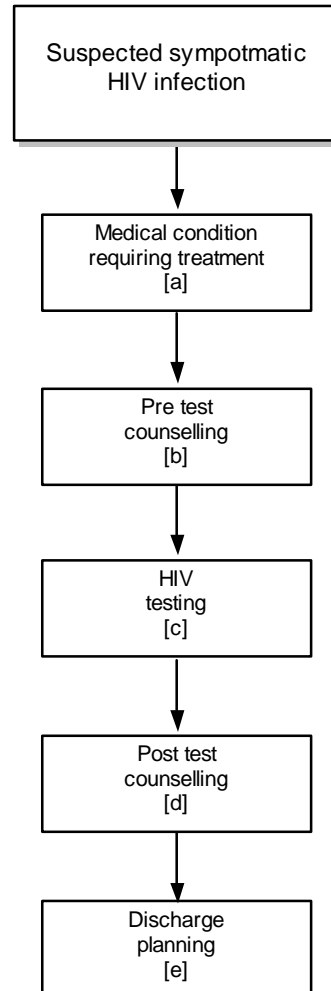 Suspected sympotmatic
HIV infection
Medical condition
requiring treatment
[a]
Pre test
counselling
[b]
HIV
testing
[c]
Post test
counselling
[d]
Discharge
planning
[e]